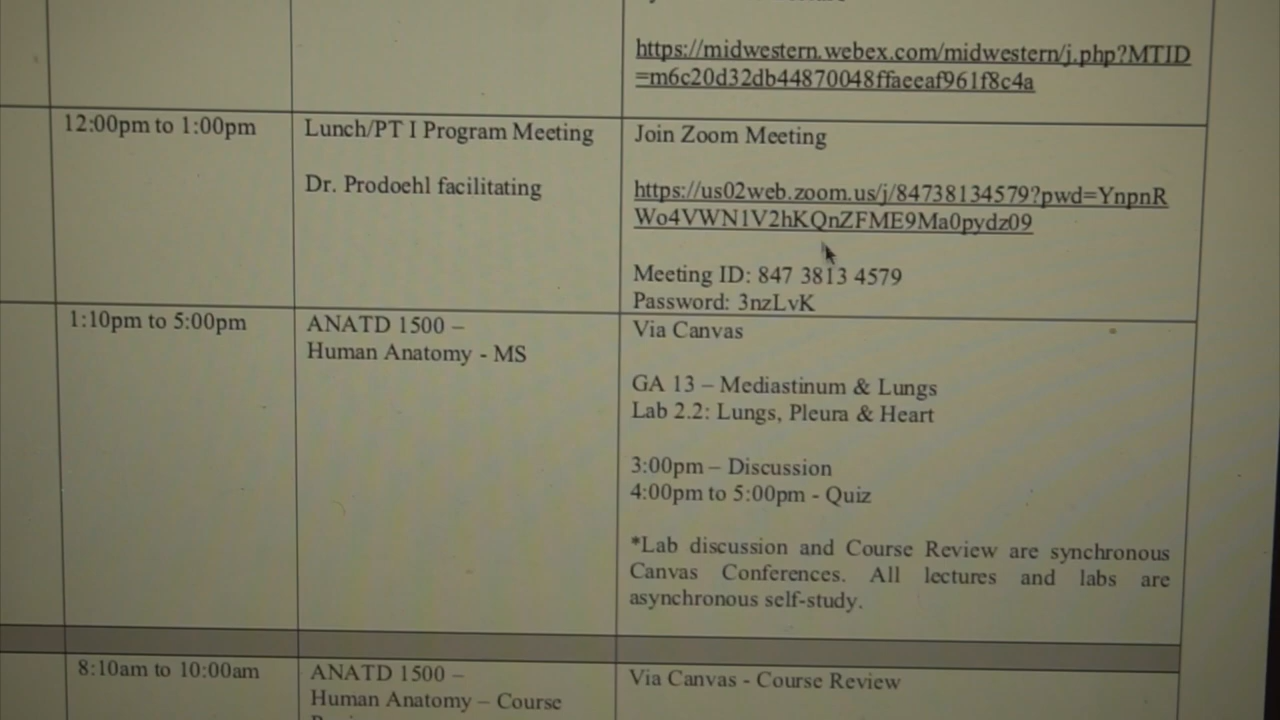 https://midwestern.webex.com/midwestern/j.php?MTID
=m6c20d32db44870048ffaeeaf961f8c4a
12:00pm to 1:00pm
Lunch/PT I Program Meeting
Dr. Prodoehl facilitating
Join Zoom Meeting
https://us02web.zoom.us/j/84738134579?pwd=YnpnR
Wo4VWN1V2hKQnZFME9Ma0pydz09
Meeting ID: 847 3813 4579
Password: 3nzLvK
1:10pm to 5:00pm
ANATD 1500 –
Human Anatomy - MS
Via Canvas
GA 13 – Mediastinum & Lungs
Lab 2.2: Lungs, Pleura & Heart
3:00pm – Discussion
4:00pm to 5:00pm - Quiz
*Lab discussion and Course Review are synchronous
Canvas Conferences. All lectures and labs are
asynchronous self-study.
8:10am to 10:00am
ANATD 1500 –
Human Anatomy – Course
Via Canvas - Course Review